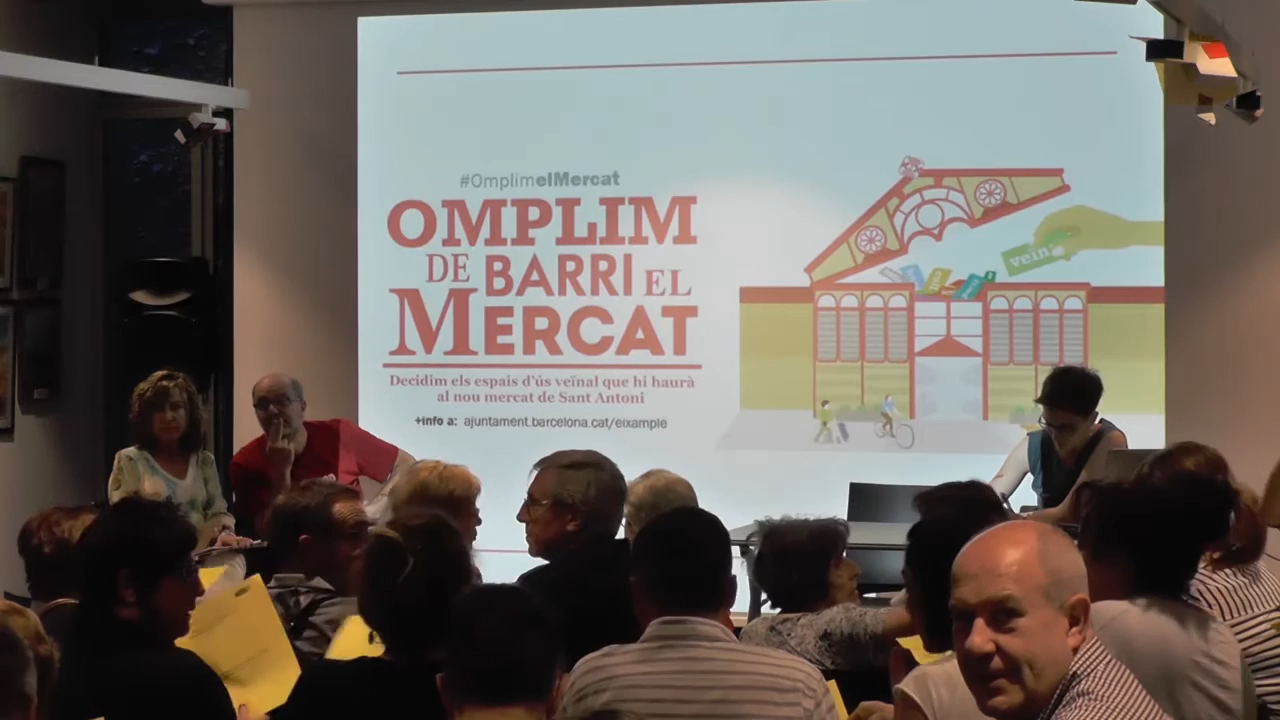 #OmplimelMercat
OMPLIM
DE BARRI EL
MERCAT
Decidim els espais d'ús veïnal que hi haurà
al nou mercat de Sant Antoni
+info a: ajuntament.barcelona.cat/eixample
veïn